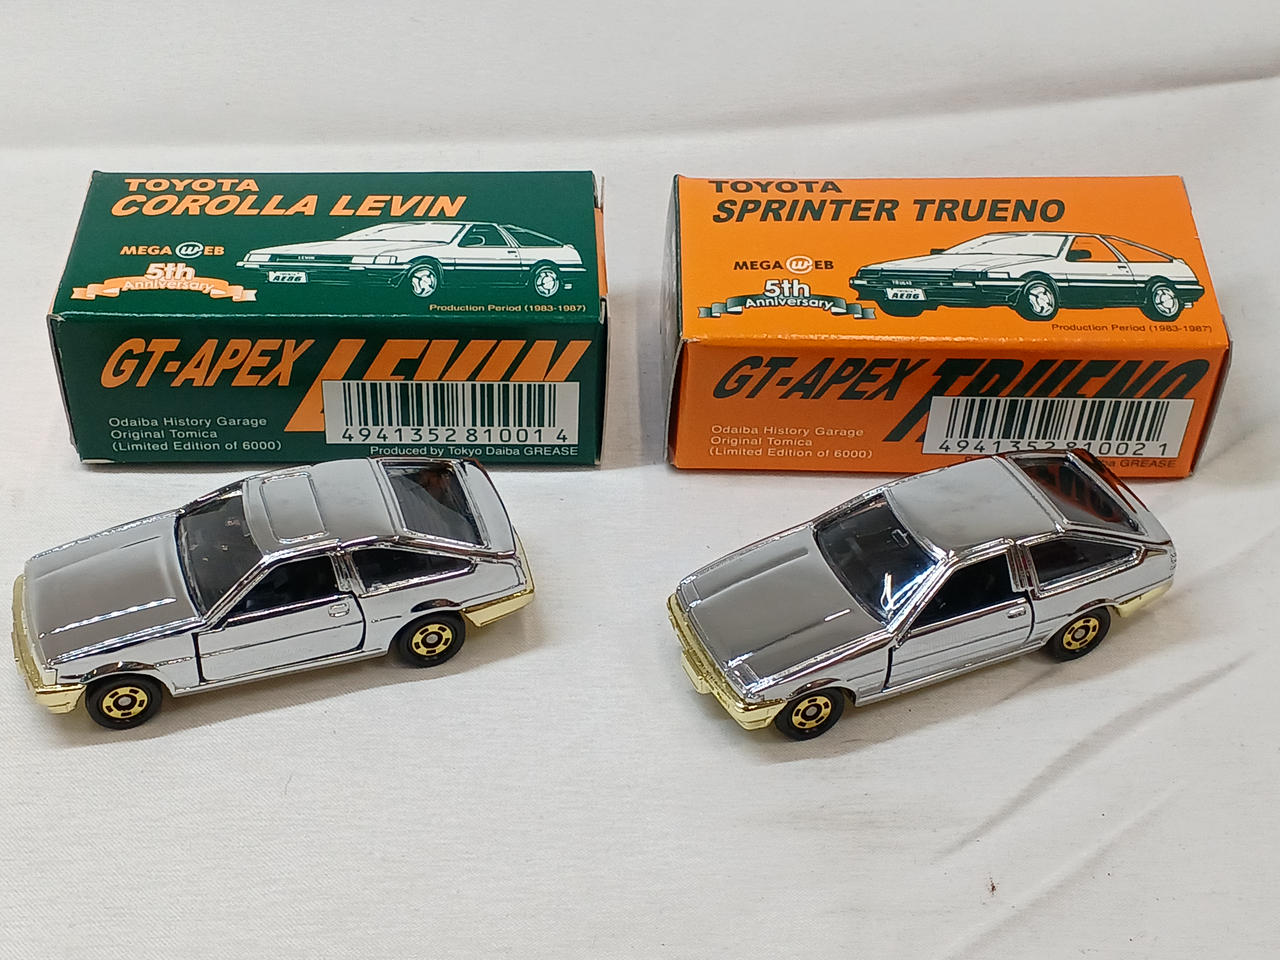 TOYOTA
COROLLA LEVIN
MEGA WEB
5th
Anniversary
LEVIN
AE86
Production Period (1983-1987)
GT-APEX LEVIN
Odaiba History Garage
Original Tomica
(Limited Edition of 6000)
4941352810014
Produced by Tokyo Daiba GREASE
TOYOTA
SPRINTER TRUENO
MEGA WEB
5th
Anniversary
TRUENO
AE86
Production Period (1983-1987)
GT-APEX TRUENO
Odaiba History Garage
Original Tomica
(Limited Edition of 6000)
4941352810021
GREASE